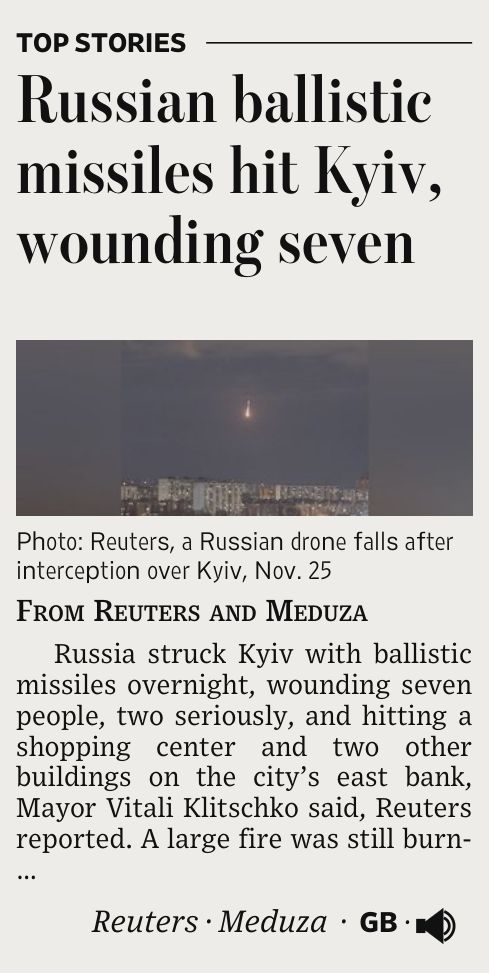 TOP STORIES
Russian ballistic
missiles hit Kyiv,
wounding seven
Photo: Reuters, a Russian drone falls after
interception over Kyiv, Nov. 25
FROM REUTERS AND MEDUZA
Russia struck Kyiv with ballistic
missiles overnight, wounding seven
people, two seriously, and hitting a
shopping center and two other
buildings on the city’s east bank,
Mayor Vitali Klitschko said, Reuters
reported. A large fire was still burn-
...
Reuters · Meduza · GB ·